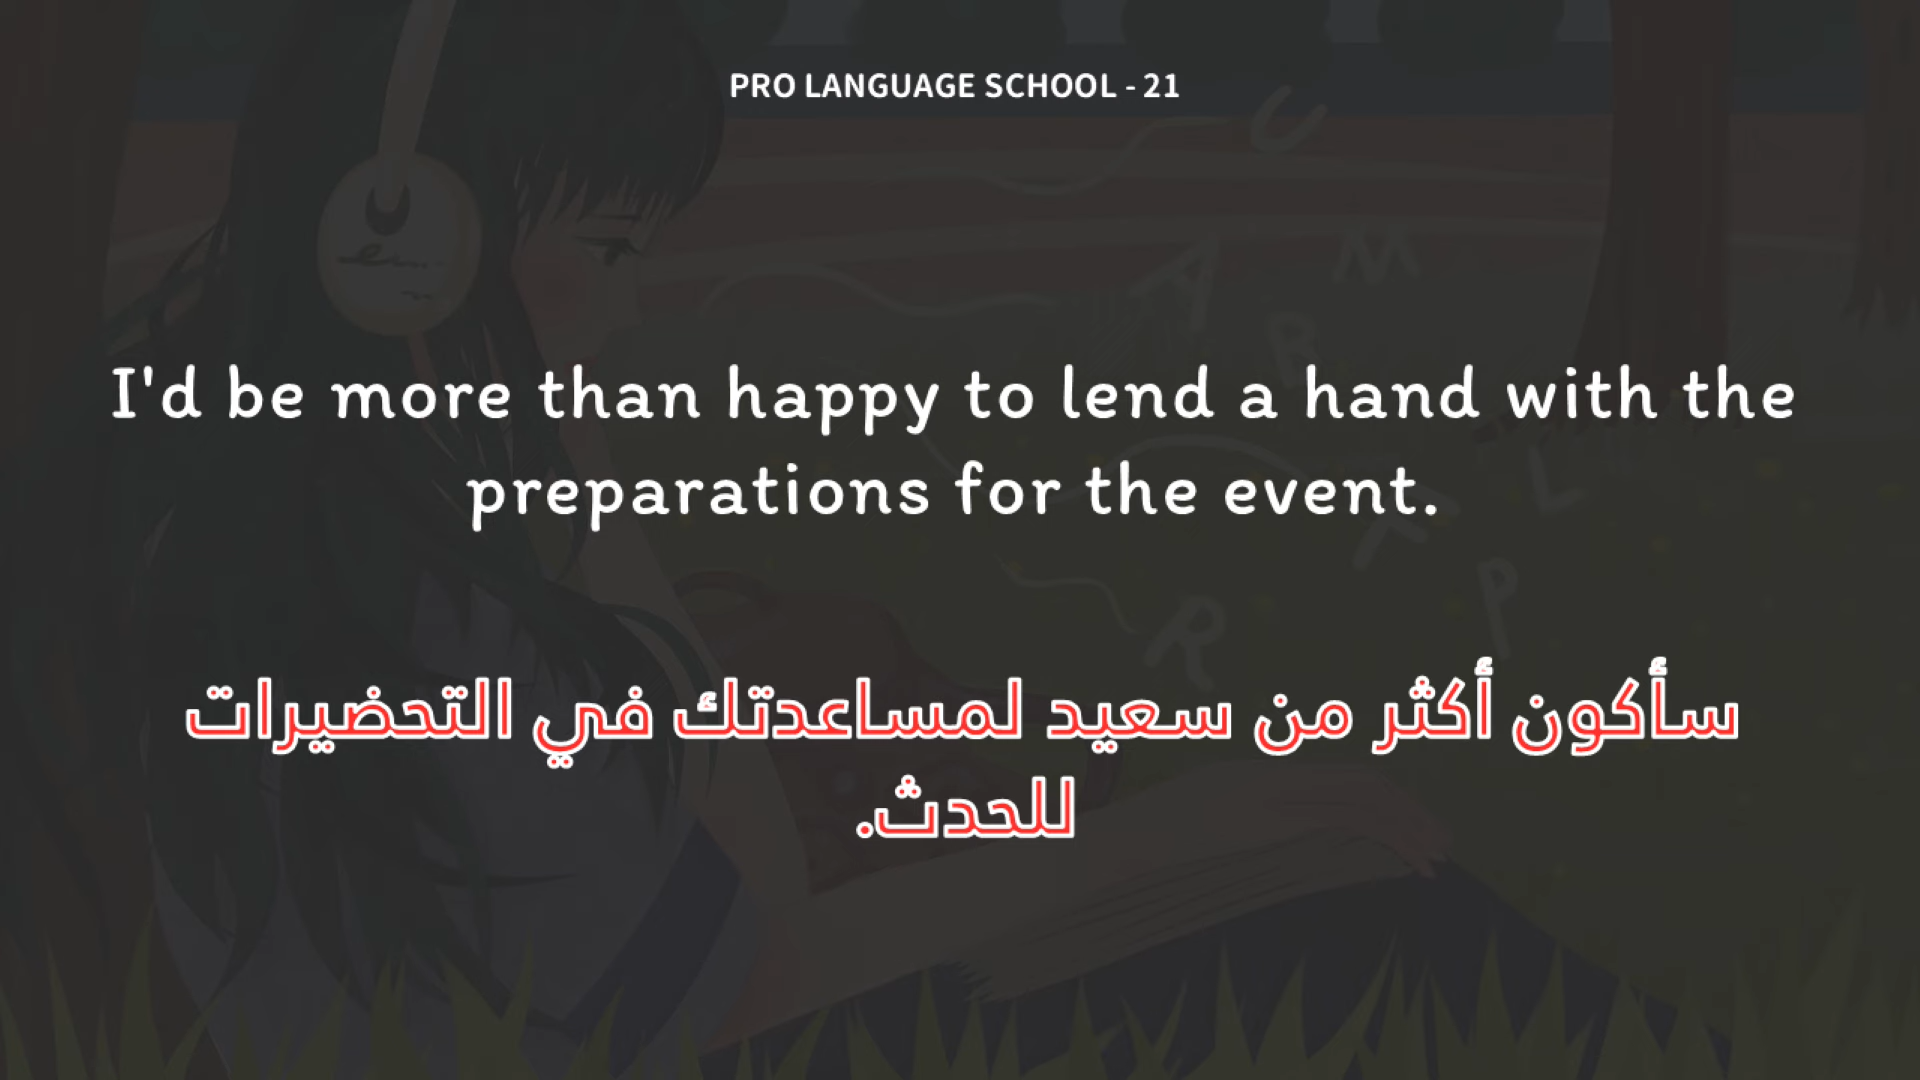 PRO LANGUAGE SCHOOL - 21
I'd be more than happy to lend a hand with the
preparations for the event.
سأكون أكثر من سعيد لمساعدتك في التحضيرات
للحدث.
U
A M
B
L
T
P
R